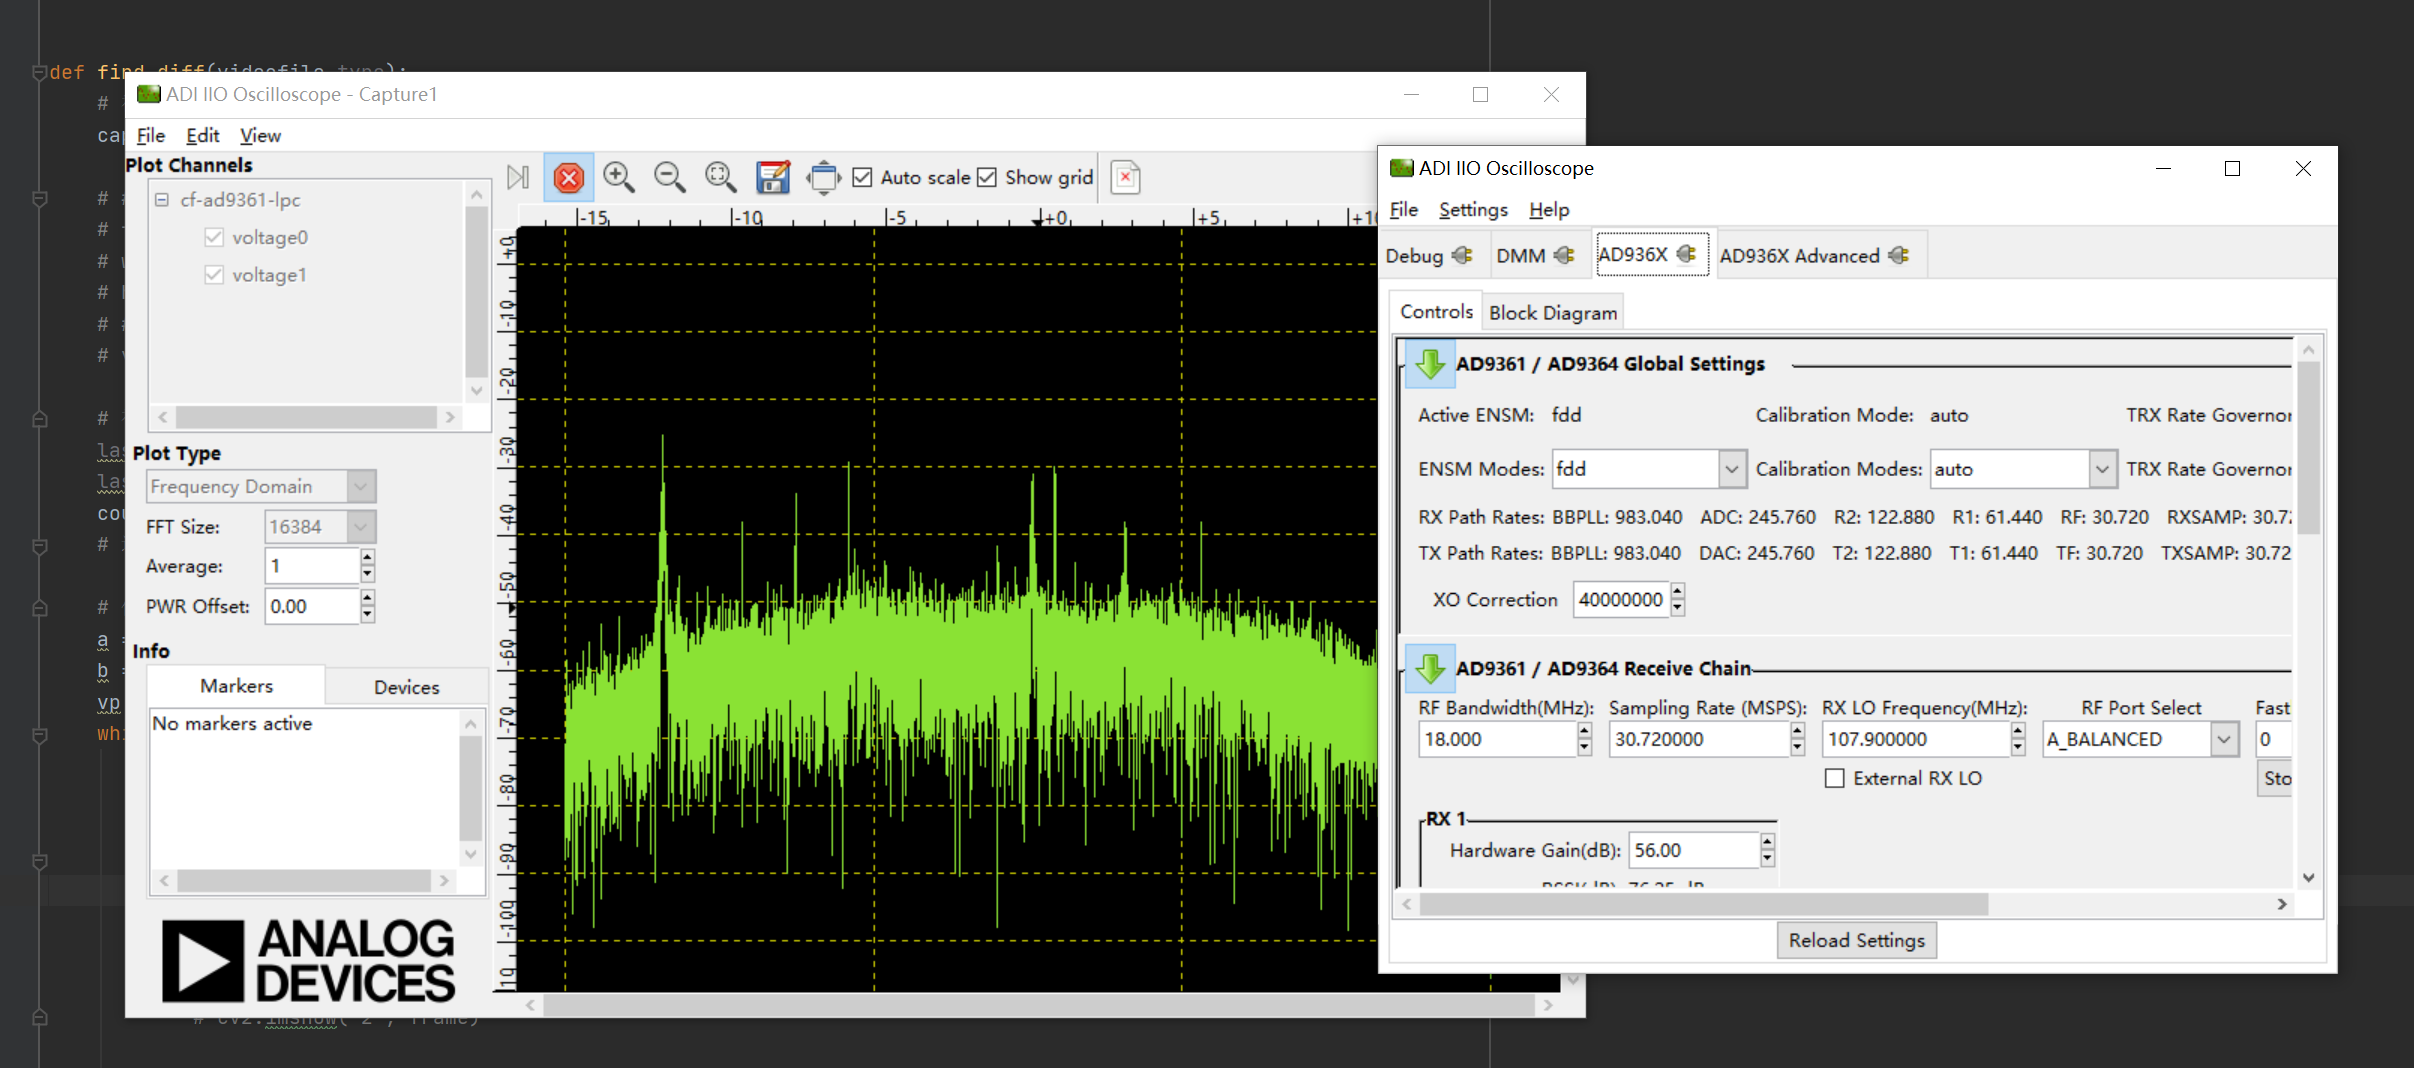 def find_diff(videofile,type):
ADI IIO Oscilloscope - Capture1
File Edit View
Plot Channels
cf-ad9361-lpc
voltage0
voltage1
Plot Type
Frequency Domain
FFT Size: 16384
Average: 1
PWR Offset: 0.00
Info
Markers Devices
No markers active
ANALOG
DEVICES
Auto scale Show grid
-15 -10 -5 +0 +5
+0
-10
-20
-30
-40
-50
-60
-70
-80
-90
-100
ADI IIO Oscilloscope
File Settings Help
Debug DMM AD936X AD936X Advanced
Controls Block Diagram
AD9361 / AD9364 Global Settings
Active ENSM: fdd Calibration Mode: auto TRX Rate Governor
ENSM Modes: fdd Calibration Modes: auto TRX Rate Governor
RX Path Rates: BBPLL: 983.040 ADC: 245.760 R2: 122.880 R1: 61.440 RF: 30.720 RXSAMP: 30.72
TX Path Rates: BBPLL: 983.040 DAC: 245.760 T2: 122.880 T1: 61.440 TF: 30.720 TXSAMP: 30.72
XO Correction 40000000
AD9361 / AD9364 Receive Chain
RF Bandwidth(MHz): Sampling Rate (MSPS): RX LO Frequency(MHz): RF Port Select Fast
18.000 30.720000 107.900000 A_BALANCED 0
External RX LO Sto
RX 1
Hardware Gain(dB): 56.00
Reload Settings
a =
b =
vp
# cv2.imshow("2", frame)